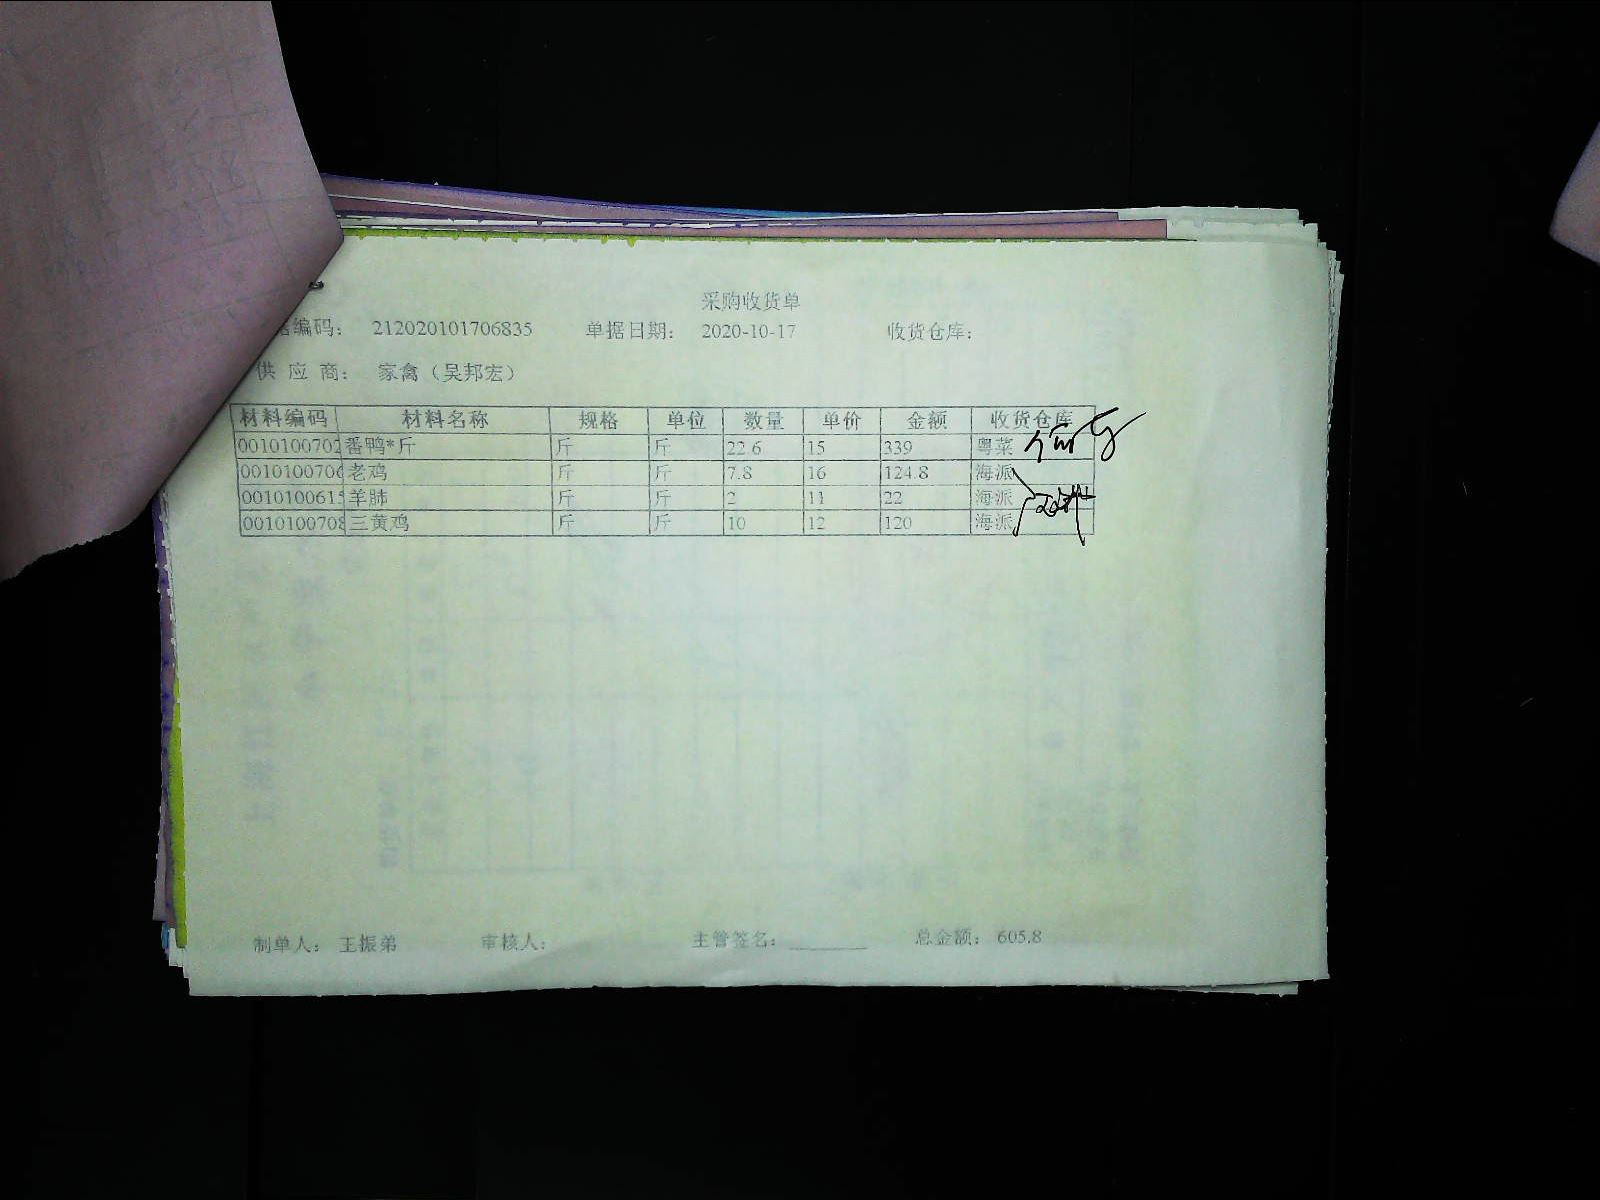 采购收货单
据编码： 212020101706835 单据日期： 2020-10-17 收货仓库：
供 应 商： 家禽（吴邦宏）
材料编码 材料名称 规格 单位 数量 单价 金额 收货仓库
0010100702 番鸭*斤 斤 斤 22.6 15 339 粤菜
0010100706 老鸡 斤 斤 7.8 16 124.8 海派
0010100615 羊肺 斤 斤 2 11 22 海派
0010100708 三黄鸡 斤 斤 10 12 120 海派
制单人： 王振弟 审核人： 主管签名： ________ 总金额： 605.8